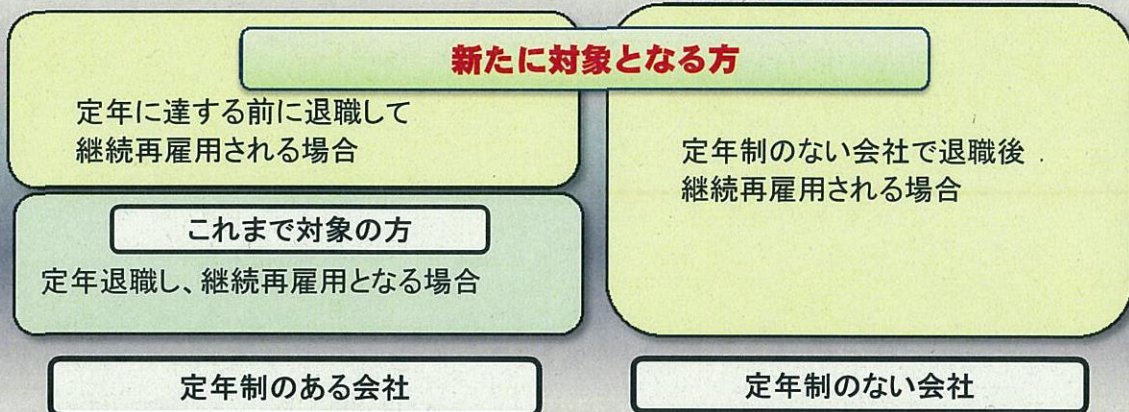 新たに対象となる方
定年に達する前に退職して
継続再雇用される場合
定年制のない会社で退職後
継続再雇用される場合
これまで対象の方
定年退職し、継続再雇用となる場合
定年制のある会社
定年制のない会社